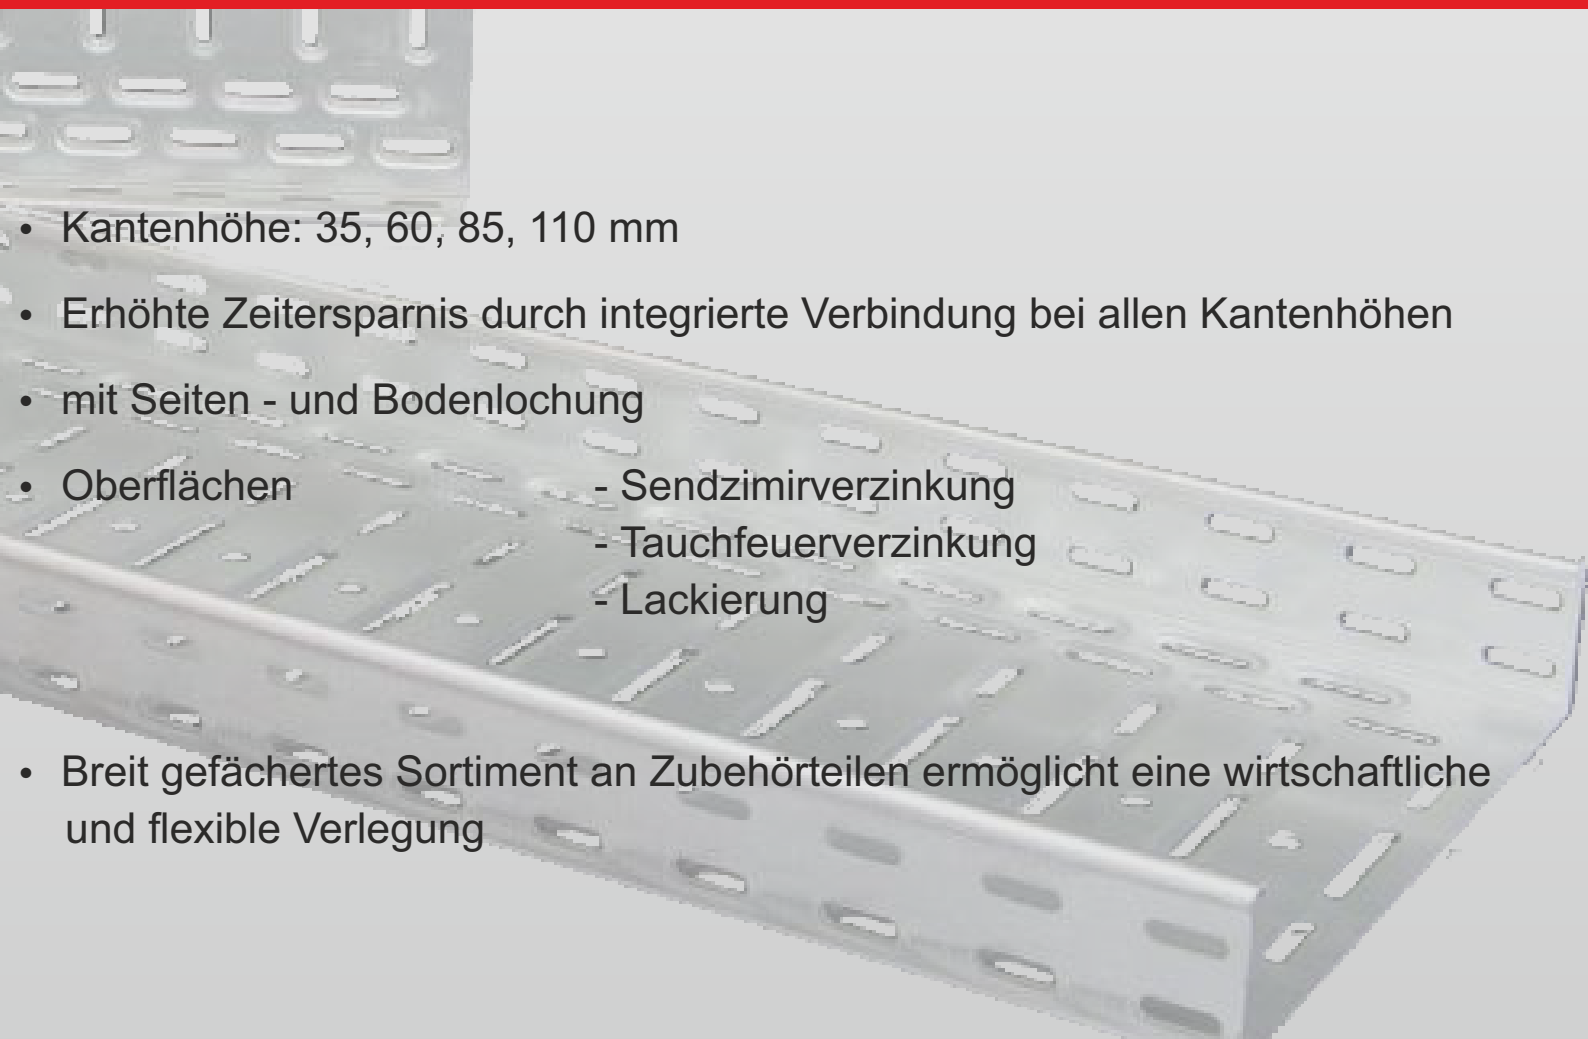 • Kantenhöhe: 35, 60, 85, 110 mm
• Erhöhte Zeitersparnis durch integrierte Verbindung bei allen Kantenhöhen
• mit Seiten - und Bodenlochung
• Oberflächen - Sendzimirverzinkung
- Tauchfeuerverzinkung
- Lackierung
• Breit gefächertes Sortiment an Zubehörteilen ermöglicht eine wirtschaftliche
und flexible Verlegung